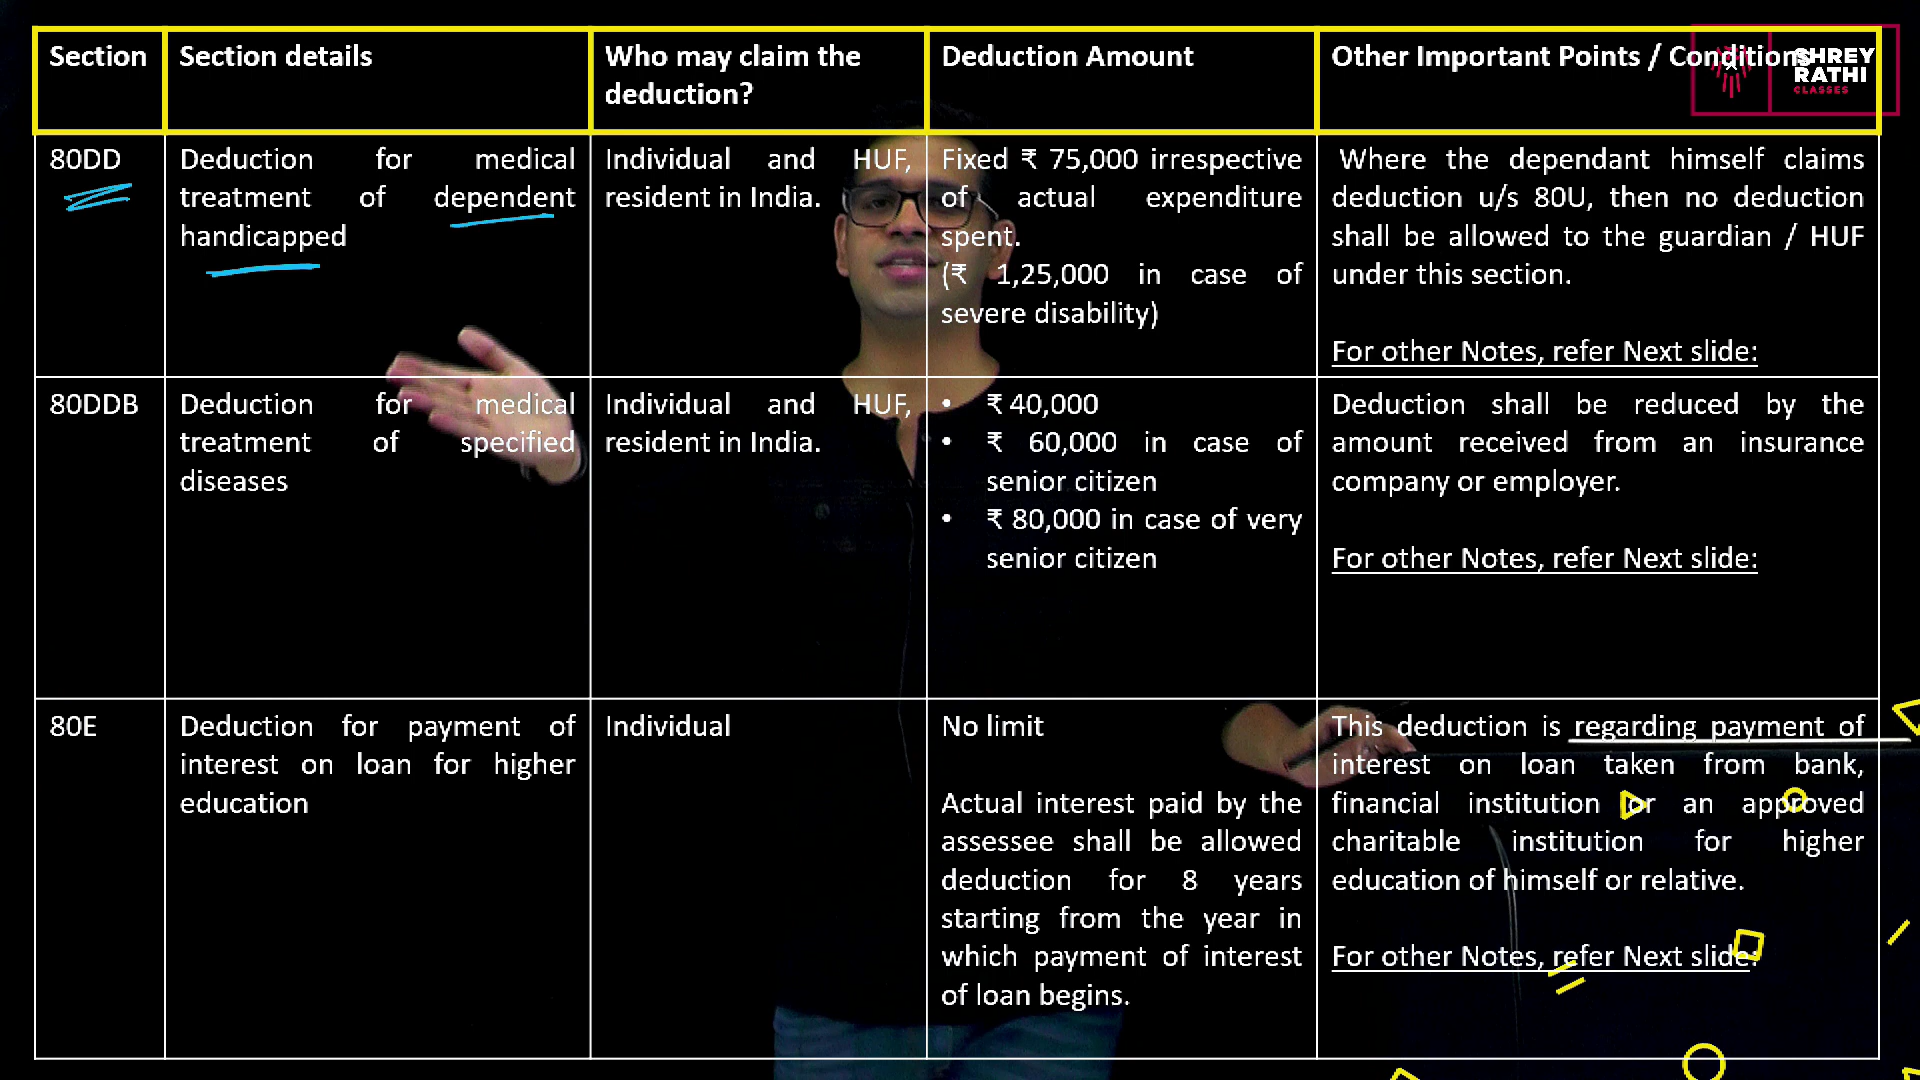 Section
Section details
Who may claim the
deduction?
Deduction Amount
Other Important Points / Conditions
SHREY
RATHI
CLASSES
80DD
Deduction for medical
treatment of dependent
handicapped
Individual and HUF,
resident in India.
Fixed ₹ 75,000 irrespective
of actual expenditure
spent.
(₹ 1,25,000 in case of
severe disability)
Where the dependant himself claims
deduction u/s 80U, then no deduction
shall be allowed to the guardian / HUF
under this section.
For other Notes, refer Next slide:
80DDB
Deduction for medical
treatment of specified
diseases
Individual and HUF,
resident in India.
• ₹ 40,000
• ₹ 60,000 in case of
senior citizen
• ₹ 80,000 in case of very
senior citizen
Deduction shall be reduced by the
amount received from an insurance
company or employer.
For other Notes, refer Next slide:
80E
Deduction for payment of
interest on loan for higher
education
Individual
No limit
Actual interest paid by the
assessee shall be allowed
deduction for 8 years
starting from the year in
which payment of interest
of loan begins.
This deduction is regarding payment of
interest on loan taken from bank,
financial institution or an approved
charitable institution for higher
education of himself or relative.
For other Notes, refer Next slide: